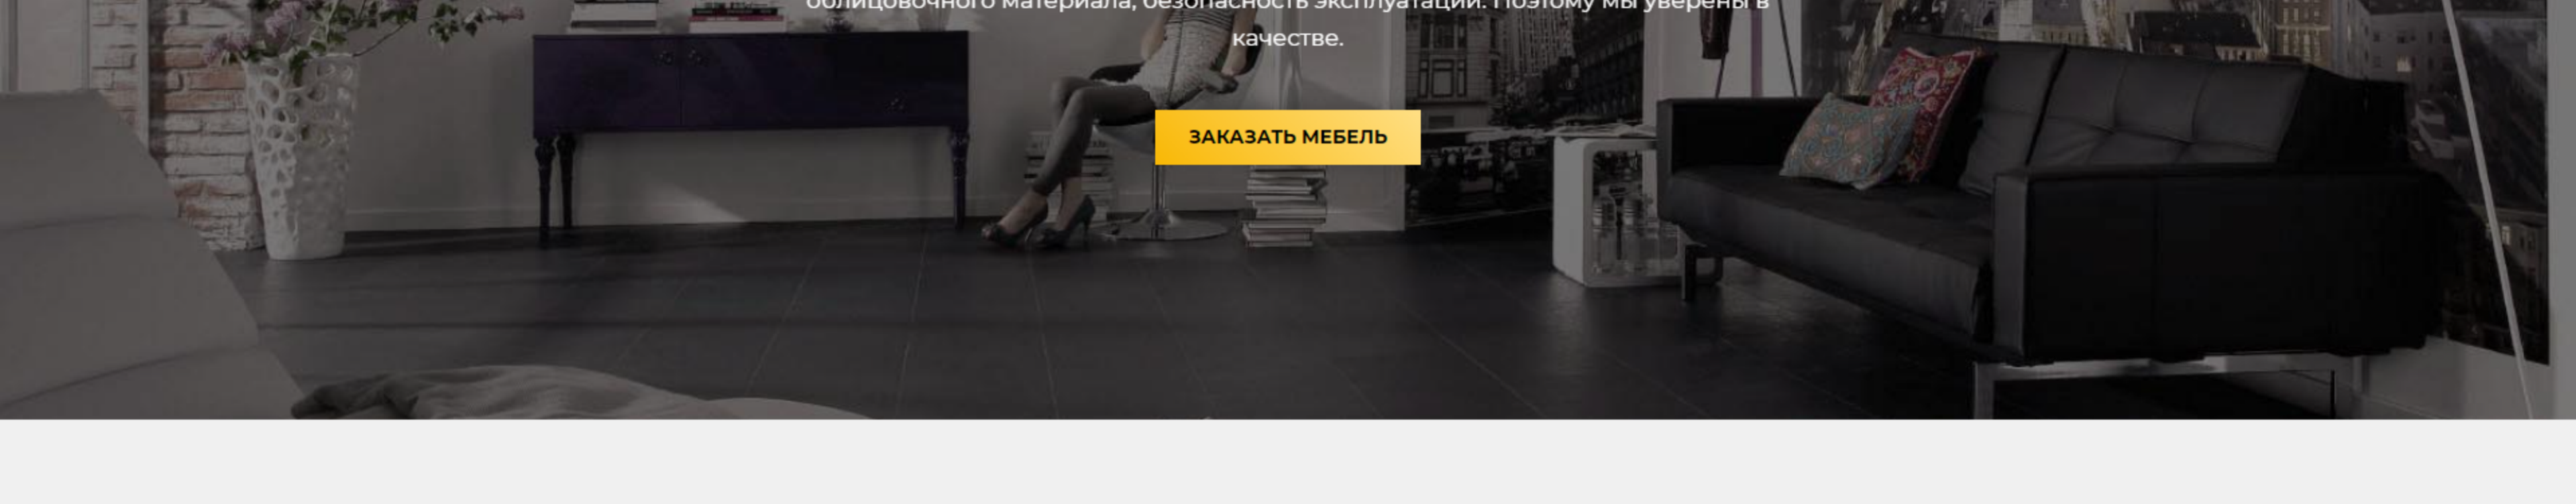 облицовочного материала, безопасность эксплуатации. Поэтому мы уверены в
качестве.
ЗАКАЗАТЬ МЕБЕЛЬ